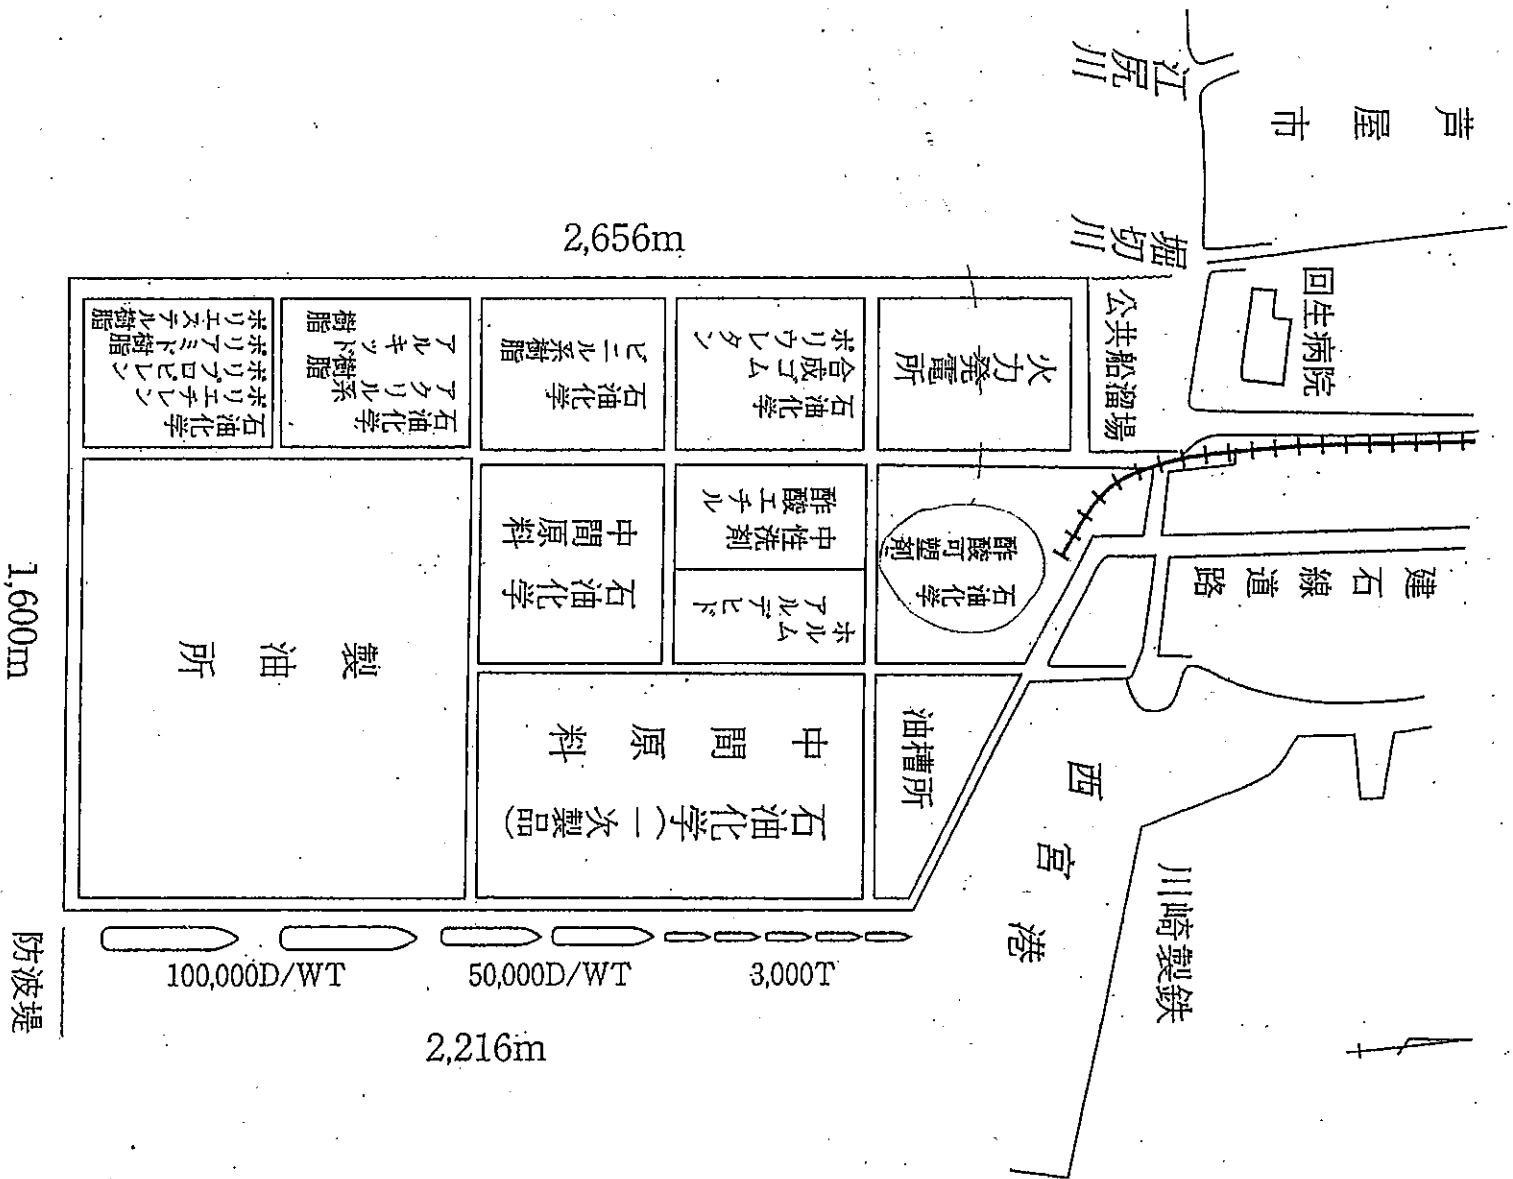 芦屋市
江尻川
堀切川
回生病院
公共船溜場
建石線道路
西宮港
川崎製鉄
2,656m
火力発電所
石油化学
合成ゴム
ポリウレタン
石油化学
ビニル系樹脂
石油化学
アクリル系樹脂
アルキッド樹脂
石油化学
ポリエチレン
ポリプロピレン
ポリアミド樹脂
ポリエステル樹脂
石油化学
酢酸可塑剤
中性洗剤
酢酸エチル
ホルムアルデヒド
石油化学
中間原料
油槽所
石油化学(一次製品)
中間原料
製油所
1,600m
防波堤
100,000D/WT
50,000D/WT
3,000T
2,216m